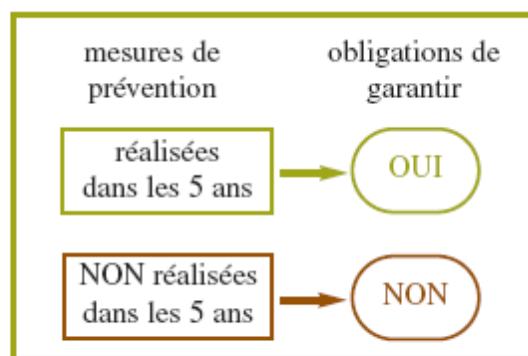 mesures de
prévention
obligations de
garantir
réalisées
dans les 5 ans
OUI
NON réalisées
dans les 5 ans
NON